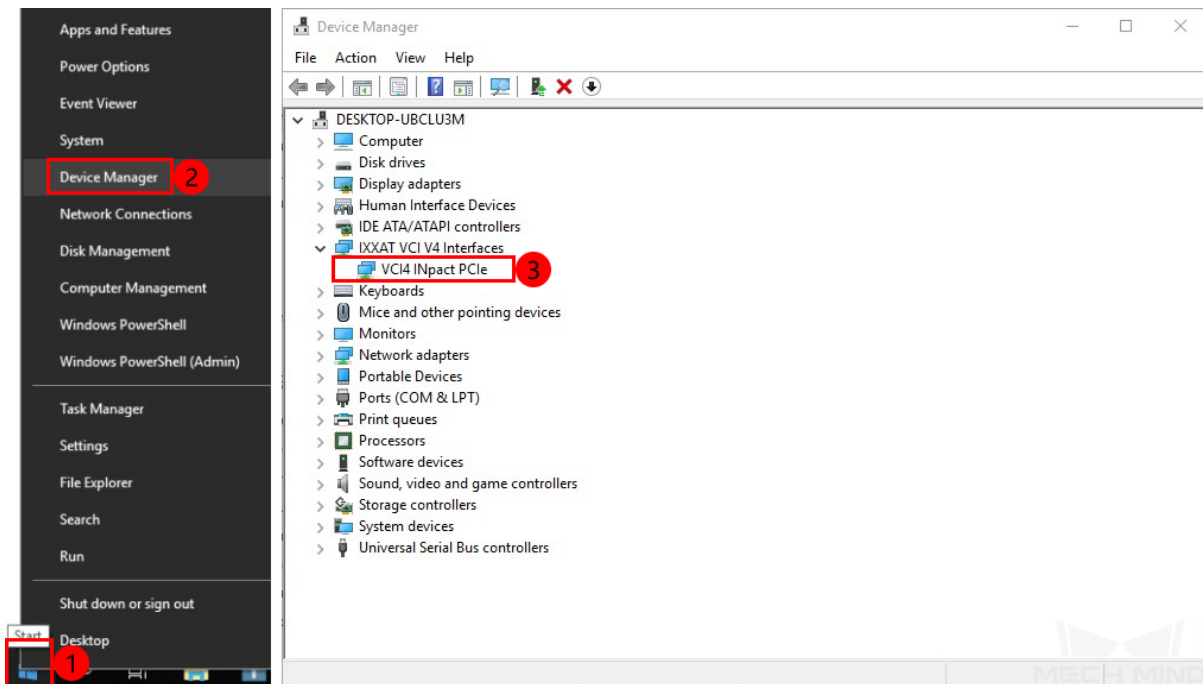 Apps and Features
Power Options
Event Viewer
System
Device Manager
2
Network Connections
Disk Management
Computer Management
Windows PowerShell
Windows PowerShell (Admin)
Task Manager
Settings
File Explorer
Search
Run
Shut down or sign out
Start
Desktop
1
Device Manager
File Action View Help
DESKTOP-UBCLU3M
Computer
Disk drives
Display adapters
Human Interface Devices
IDE ATA/ATAPI controllers
IXXAT VCI V4 Interfaces
VCI4 INpact PCIe
3
Keyboards
Mice and other pointing devices
Monitors
Network adapters
Portable Devices
Ports (COM & LPT)
Print queues
Processors
Software devices
Sound, video and game controllers
Storage controllers
System devices
Universal Serial Bus controllers
MECH MIND